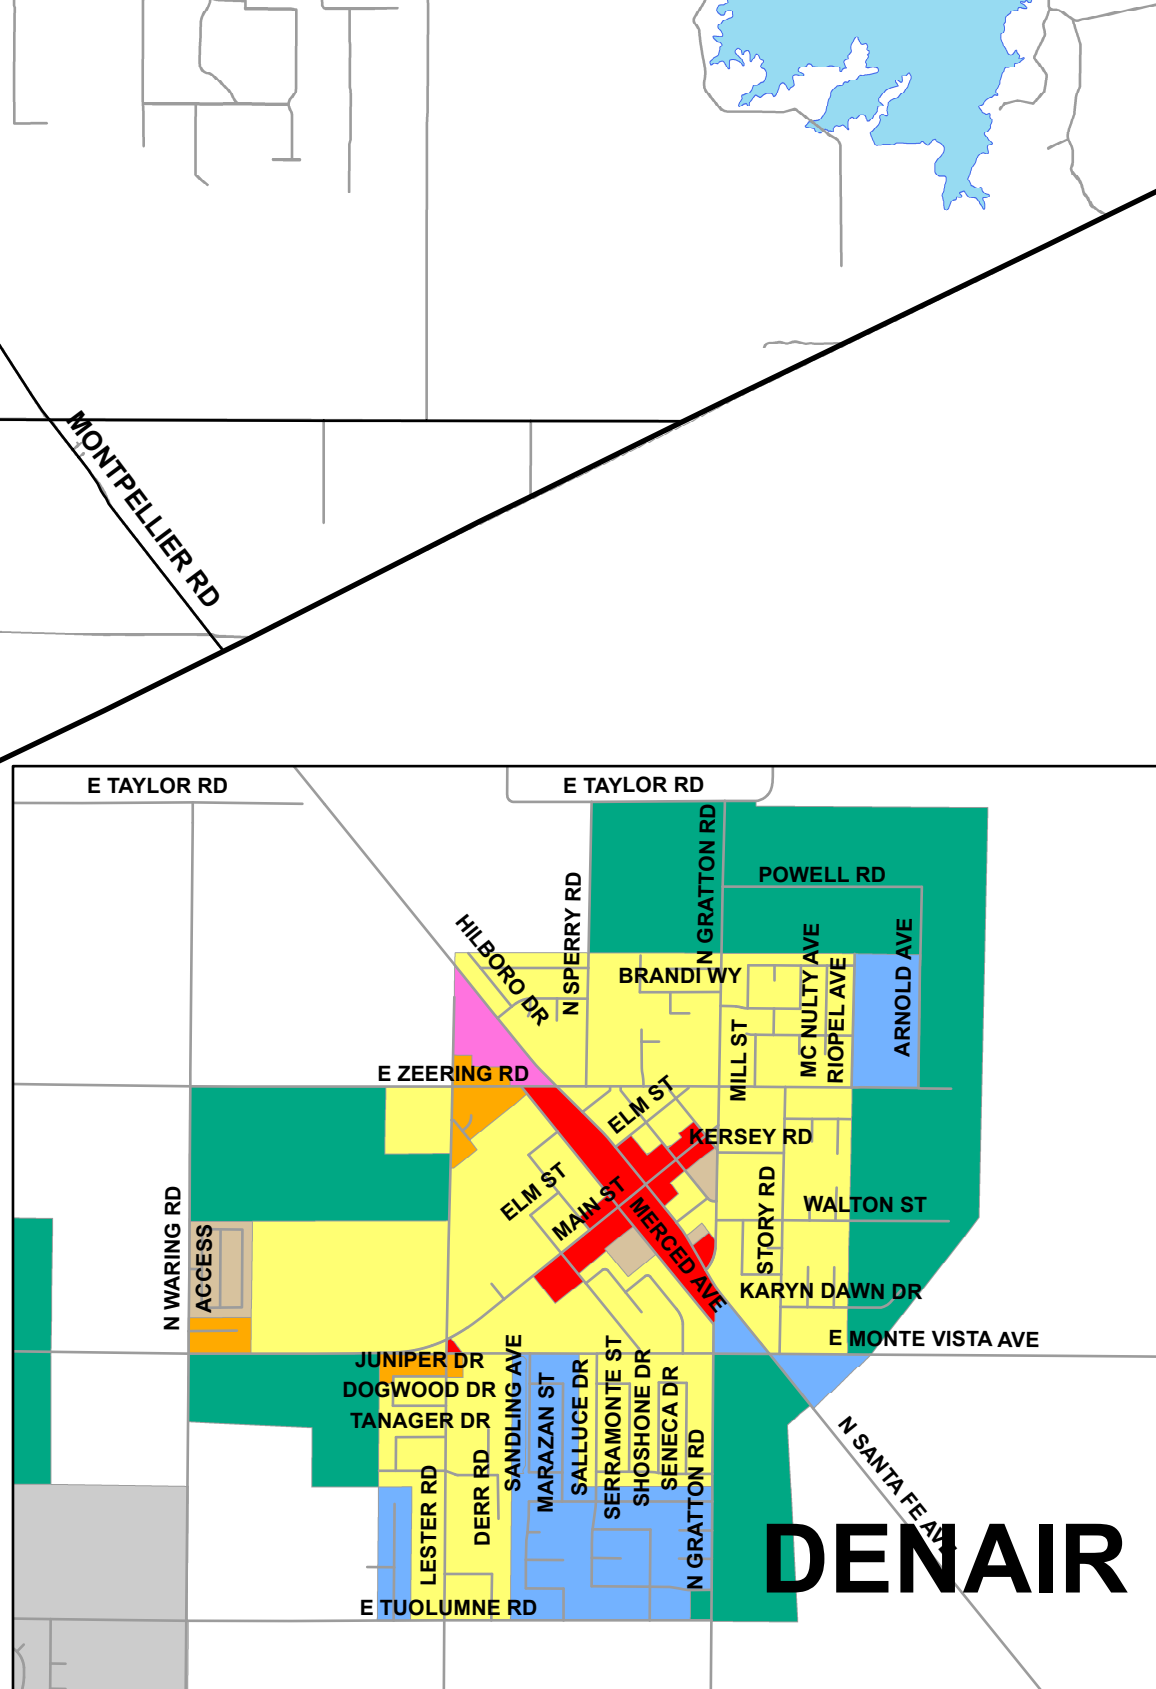 MONTPELLIER RD
E TAYLOR RD
E TAYLOR RD
N GRATTON RD
POWELL RD
N SPERRY RD
HILBORO DR
BRANDI WY
MC NULTY AVE
RIOPEL AVE
ARNOLD AVE
MILL ST
E ZEERING RD
ELM ST
KERSEY RD
ELM ST
MAIN ST
MERCED AVE
STORY RD
WALTON ST
N WARING RD
ACCESS
KARYN DAWN DR
E MONTE VISTA AVE
JUNIPER DR
DOGWOOD DR
TANAGER DR
SANDLING AVE
MARAZAN ST
SALLUCE DR
SERRAMONTE ST
SHOSHONE DR
SENECA DR
N GRATTON RD
LESTER RD
DERR RD
N SANTA FE AVE
DENAIR
E TUOLUMNE RD